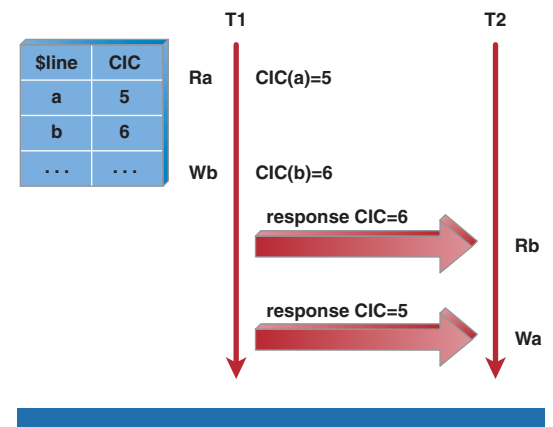 T1 T2
$line CIC
a 5
b 6
... ...
Ra CIC(a)=5
Wb CIC(b)=6
response CIC=6
Rb
response CIC=5
Wa